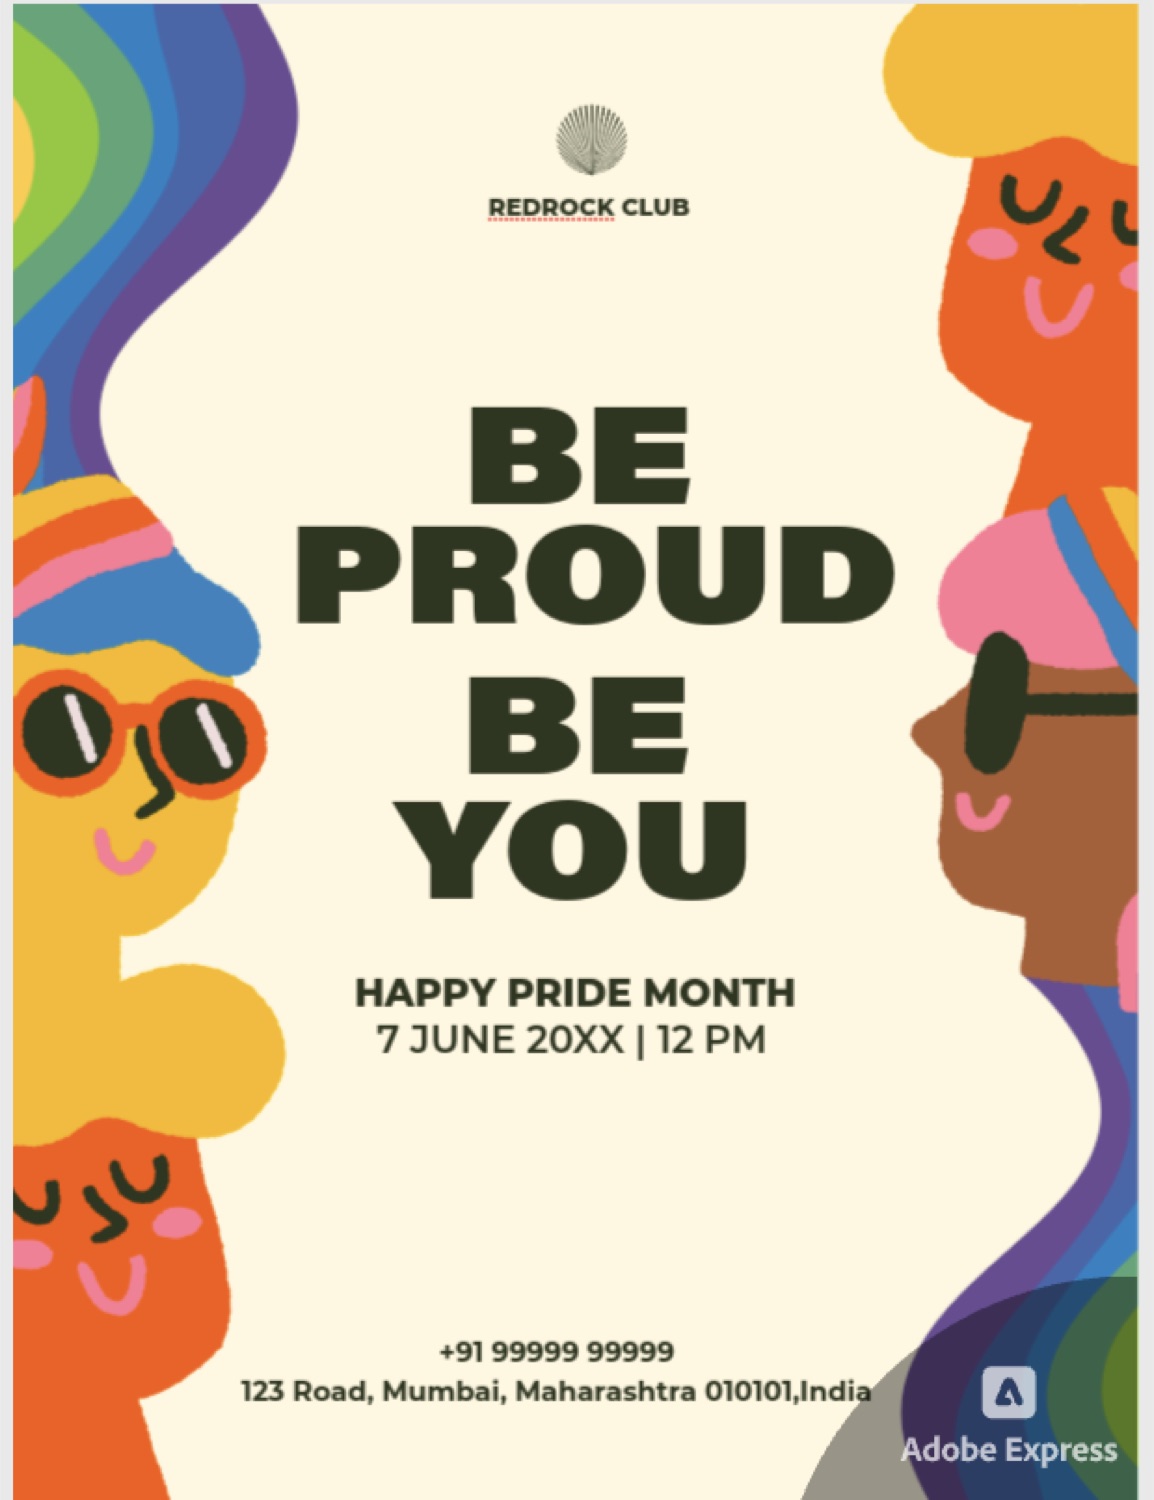 REDROCK CLUB
BE
PROUD
BE
YOU
HAPPY PRIDE MONTH
7 JUNE 20XX | 12 PM
+91 99999 99999
123 Road, Mumbai, Maharashtra 010101,India
Adobe Express